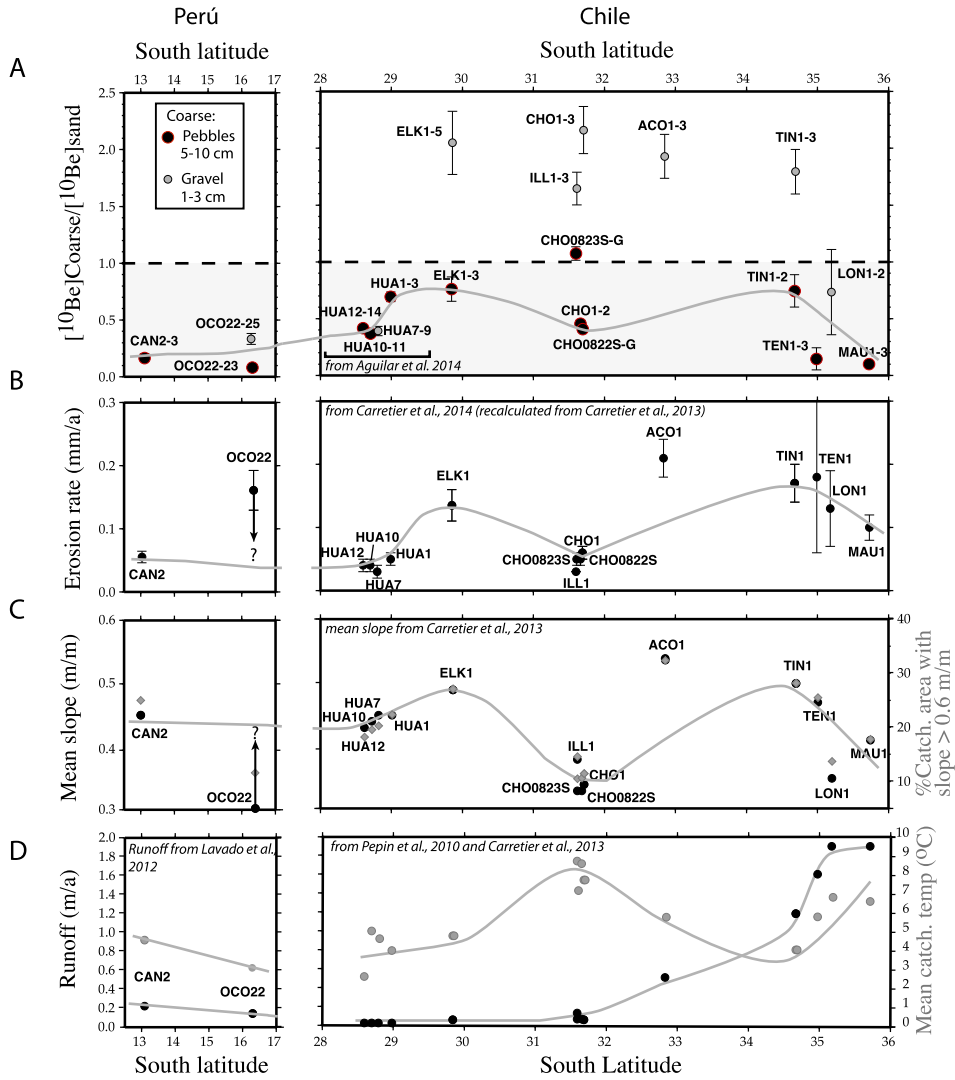 Perú
Chile
South latitude
South latitude
A
13 14 15 16 17
28 29 30 31 32 33 34 35 36
[10Be]Coarse/[10Be]sand
2.5
2.0
1.5
1.0
0.5
0.0
Coarse:
Pebbles
5-10 cm
Gravel
1-3 cm
CAN2-3
OCO22-25
OCO22-23
ELK1-5
CHO1-3
ILL1-3
ACO1-3
TIN1-3
CHO0823S-G
HUA1-3
ELK1-3
HUA12-14
HUA7-9
HUA10-11
from Aguilar et al. 2014
CHO1-2
CHO0822S-G
TIN1-2
LON1-2
TEN1-3
MAU1-3
B
Erosion rate (mm/a)
0.3
0.2
0.1
0.0
OCO22
?
CAN2
from Carretier et al., 2014 (recalculated from Carretier et al., 2013)
ACO1
ELK1
TIN1
TEN1
LON1
HUA10
HUA12
HUA1
HUA7
CHO1
CHO0823S
CHO0822S
ILL1
MAU1
C
Mean slope (m/m)
0.6
0.5
0.4
0.3
CAN2
?
OCO22
mean slope from Carretier et al., 2013
ACO1
ELK1
TIN1
HUA7
HUA10
HUA1
HUA12
ILL1
CHO1
CHO0823S
CHO0822S
TEN1
MAU1
LON1
40
30
20
10
%Catch. area with
slope > 0.6 m/m
D
Runoff (m/a)
2.0
1.8
1.6
1.4
1.2
1.0
0.8
0.6
0.4
0.2
0.0
Runoff from Lavado et al.,
2012
CAN2
OCO22
from Pepin et al., 2010 and Carretier et al., 2013
10
9
8
7
6
5
4
3
2
1
0
Mean catch. temp (°C)
13 14 15 16 17
28 29 30 31 32 33 34 35 36
South latitude
South Latitude